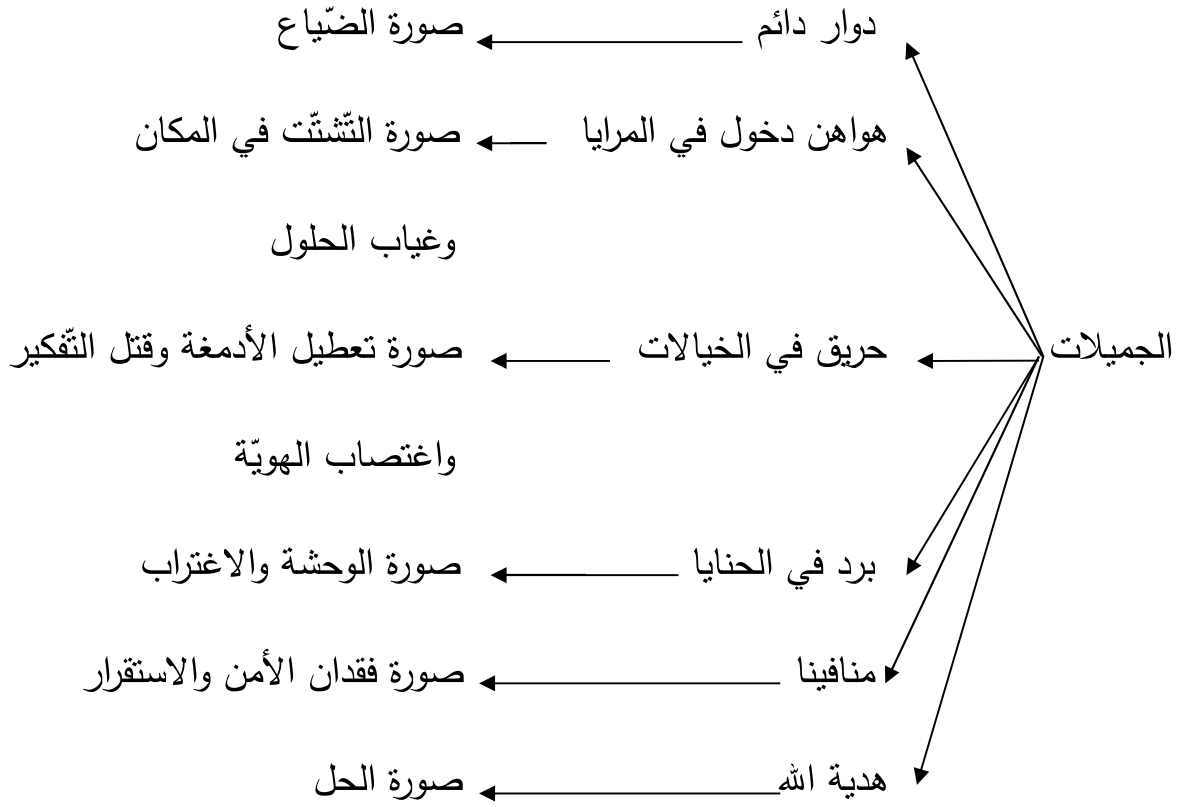 دوار دائم صورة الضّياع
هواهن دخول في المرايا صورة التّشتّت في المكان
وغياب الحلول
الجميلات حريق في الخيالات صورة تعطيل الأدمغة وقتل التّفكير
واغتصاب الهويّة
برد في الحنايا صورة الوحشة والاغتراب
منافينا صورة فقدان الأمن والاستقرار
هدية الله صورة الحل